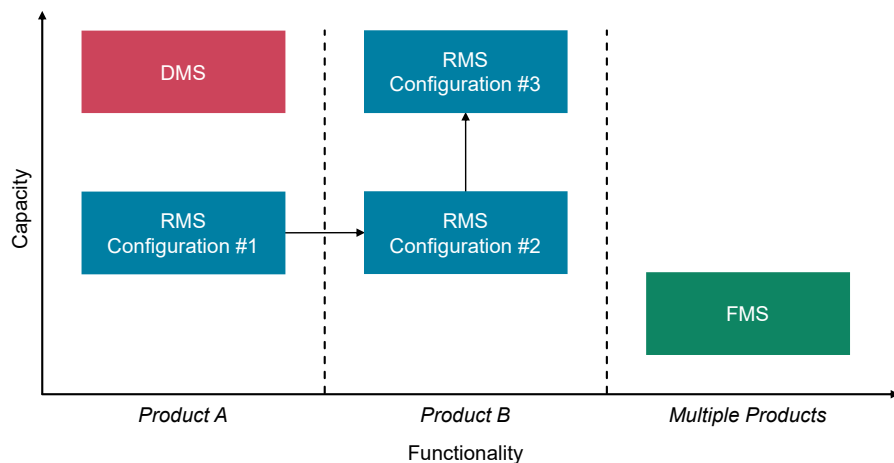 DMS
RMS
Configuration #3
Capacity
RMS
Configuration #1
RMS
Configuration #2
FMS
Product A
Product B
Multiple Products
Functionality